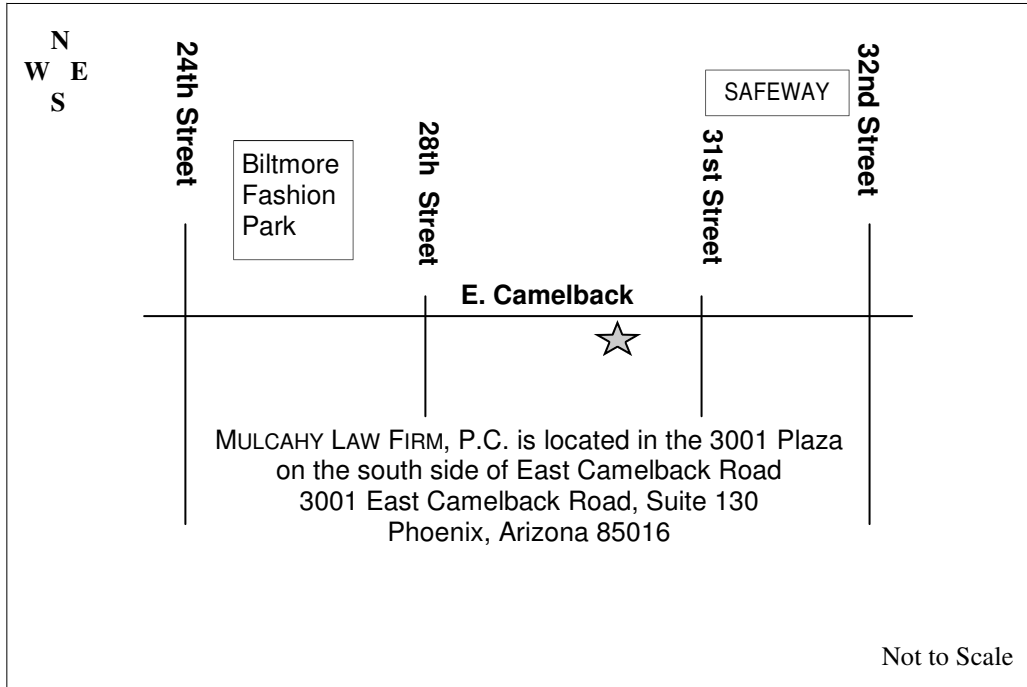 N
W E
S
24th Street
Biltmore
Fashion
Park
28th Street
E. Camelback
31st Street
SAFEWAY
32nd Street
MULCAHY LAW FIRM, P.C. is located in the 3001 Plaza
on the south side of East Camelback Road
3001 East Camelback Road, Suite 130
Phoenix, Arizona 85016
Not to Scale